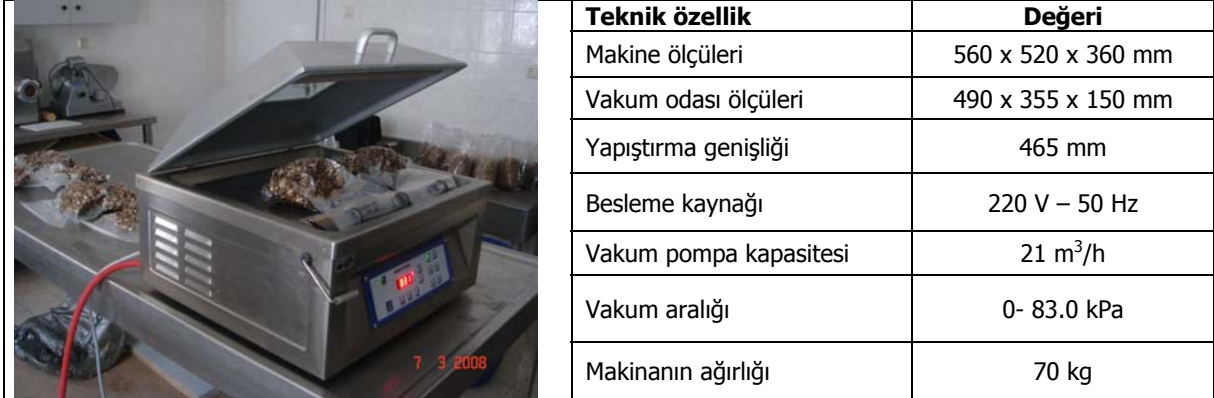 Teknik özellik Değeri
Makine ölçüleri 560 x 520 x 360 mm
Vakum odası ölçüleri 490 x 355 x 150 mm
Yapıştırma genişliği 465 mm
Besleme kaynağı 220 V – 50 Hz
Vakum pompa kapasitesi 21 m³/h
Vakum aralığı 0- 83.0 kPa
Makinanın ağırlığı 70 kg
7 3 2008